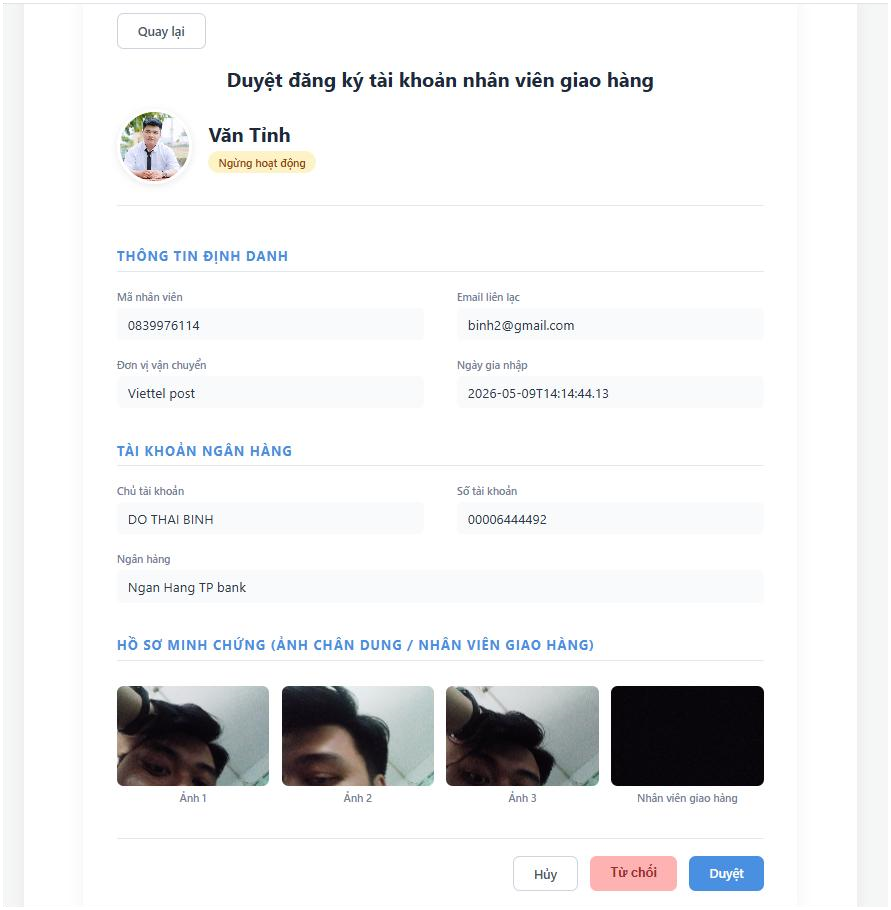 Quay lại
Duyệt đăng ký tài khoản nhân viên giao hàng
Văn Tỉnh
Ngừng hoạt động
THÔNG TIN ĐỊNH DANH
Mã nhân viên
Email liên lạc
0839976114
binh2@gmail.com
Đơn vị vận chuyển
Ngày gia nhập
Viettel post
2026-05-09T14:14:44.13
TÀI KHOẢN NGÂN HÀNG
Chủ tài khoản
Số tài khoản
DO THAI BINH
00006444492
Ngân hàng
Ngan Hang TP bank
HỒ SƠ MINH CHỨNG (ẢNH CHÂN DUNG / NHÂN VIÊN GIAO HÀNG)
Ảnh 1
Ảnh 2
Ảnh 3
Nhân viên giao hàng
Hủy
Từ chối
Duyệt